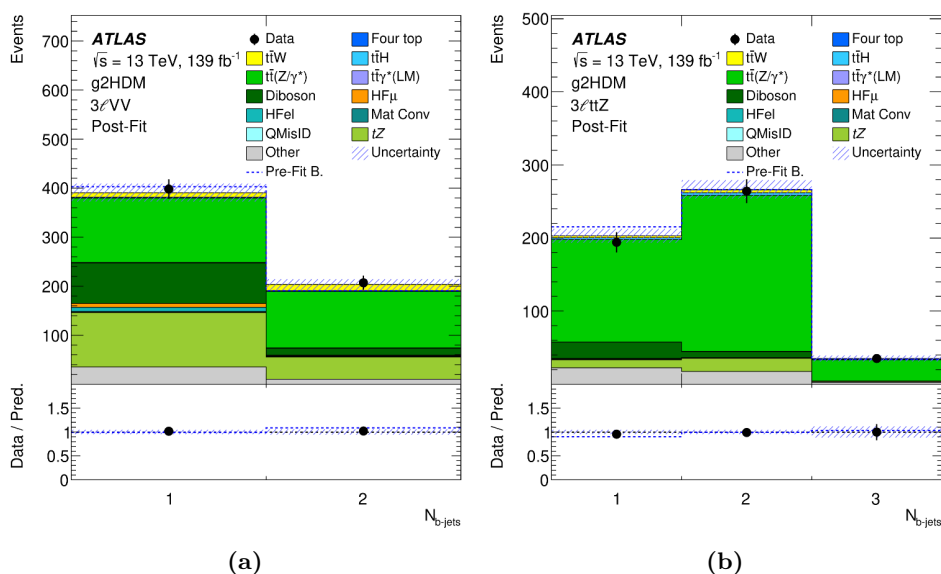 Events
700
600
500
400
300
200
100
ATLAS
√s = 13 TeV, 139 fb⁻¹
g2HDM
3ℓVV
Post-Fit
Data
tt̄W
tt̄(Z/γ*)
Diboson
HFel
QMisID
Other
Pre-Fit B.
Four top
tt̄H
tt̄γ*(LM)
HFμ
Mat Conv
tZ
Uncertainty
Data / Pred.
1.5
1
0.5
0
1 2
N_b-jets
(a)
Events
500
400
300
200
100
ATLAS
√s = 13 TeV, 139 fb⁻¹
g2HDM
3ℓttZ
Post-Fit
Data
tt̄W
tt̄(Z/γ*)
Diboson
HFel
QMisID
Other
Pre-Fit B.
Four top
tt̄H
tt̄γ*(LM)
HFμ
Mat Conv
tZ
Uncertainty
Data / Pred.
1.5
1
0.5
0
1 2 3
N_b-jets
(b)